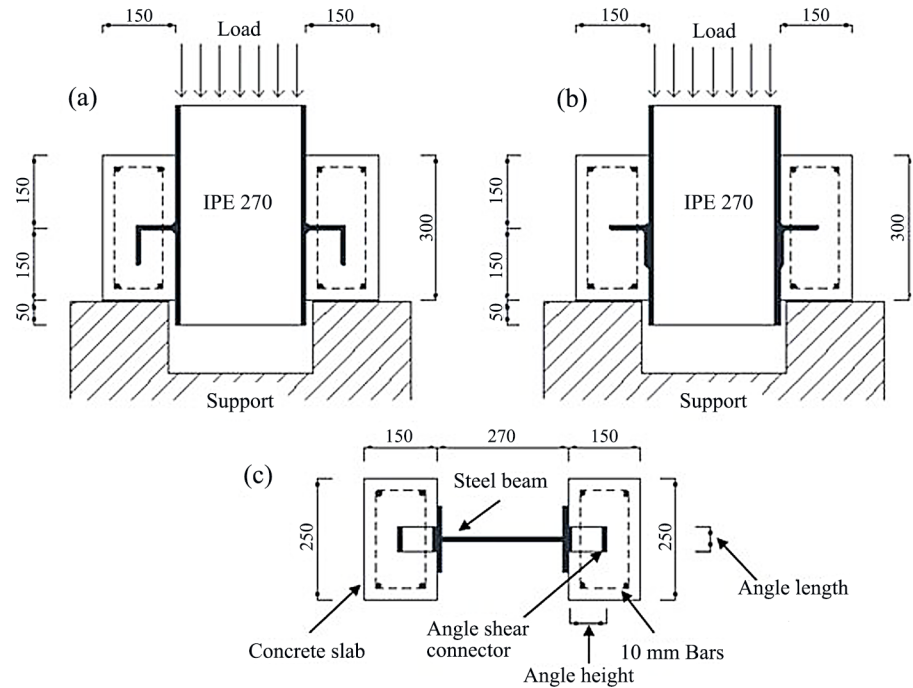 150
Load
150
(a)
IPE 270
150
150
50
300
Support
150
Load
150
(b)
IPE 270
150
150
50
300
Support
(c)
150
270
150
Steel beam
250
250
Angle length
Concrete slab
Angle shear
connector
10 mm Bars
Angle height